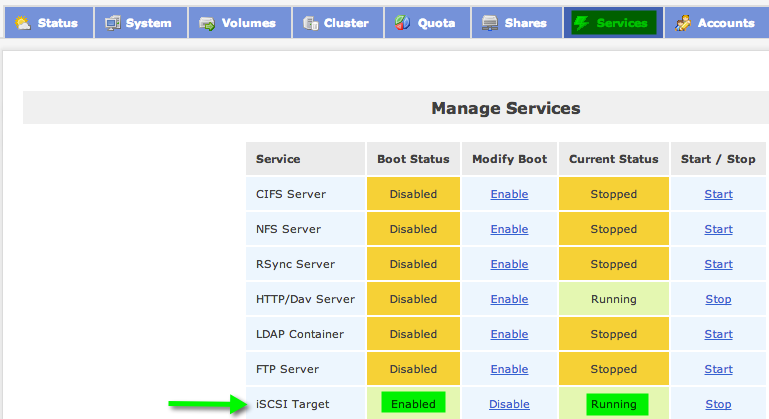 Status System Volumes Cluster Quota Shares Services Accounts
Manage Services
Service Boot Status Modify Boot Current Status Start / Stop
CIFS Server Disabled Enable Stopped Start
NFS Server Disabled Enable Stopped Start
RSync Server Disabled Enable Stopped Start
HTTP/Dav Server Disabled Enable Running Stop
LDAP Container Disabled Enable Stopped Start
FTP Server Disabled Enable Stopped Start
iSCSI Target Enabled Disable Running Stop